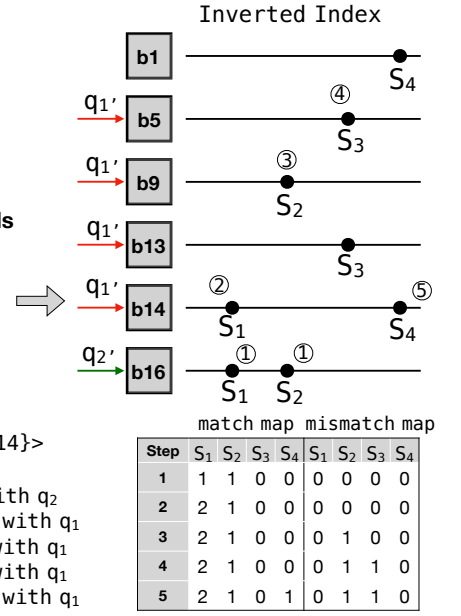 Inverted Index
b1
S4
q1’
④
b5
S3
q1’
③
b9
S2
ls
q1’
b13
S3
q1’
②
⑤
b14
S1
S4
q2’
①
①
b16
S1
S2
match map mismatch map
14}>
Step S1 S2 S3 S4 S1 S2 S3 S4
1 1 1 0 0 0 0 0 0
2 2 1 0 0 0 0 0 0
3 2 1 0 0 0 1 0 0
4 2 1 0 0 0 1 1 0
5 2 1 0 1 0 1 1 0
ith q2
with q1
with q1
with q1
with q1